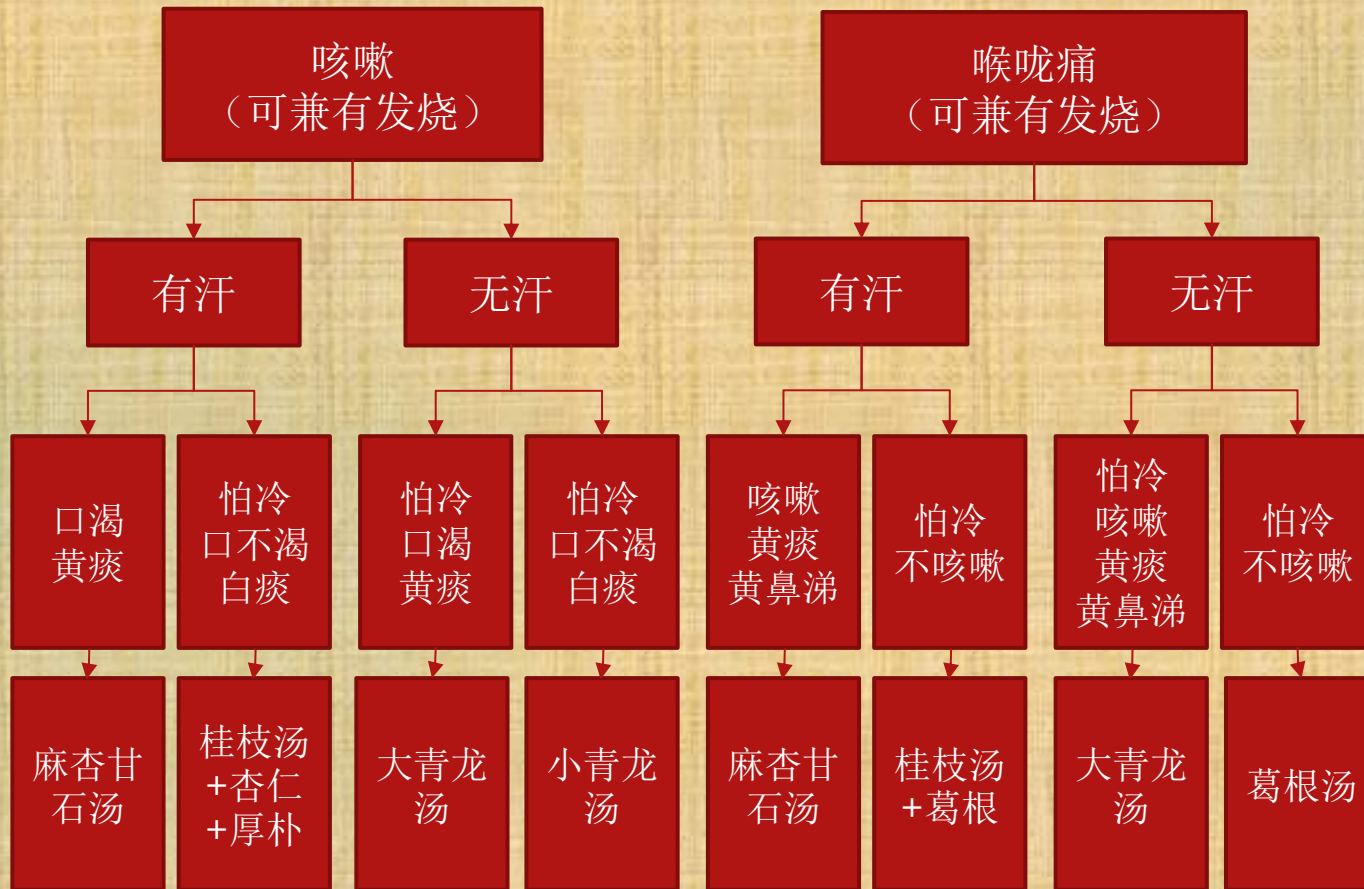 咳嗽
（可兼有发烧）
喉咙痛
（可兼有发烧）
有汗
无汗
有汗
无汗
口渴
黄痰
怕冷
口不渴
白痰
怕冷
口渴
黄痰
怕冷
口不渴
白痰
咳嗽
黄痰
黄鼻涕
怕冷
不咳嗽
怕冷
咳嗽
黄痰
黄鼻涕
怕冷
不咳嗽
麻杏甘
石汤
桂枝汤
+杏仁
+厚朴
大青龙
汤
小青龙
汤
麻杏甘
石汤
桂枝汤
+葛根
大青龙
汤
葛根汤